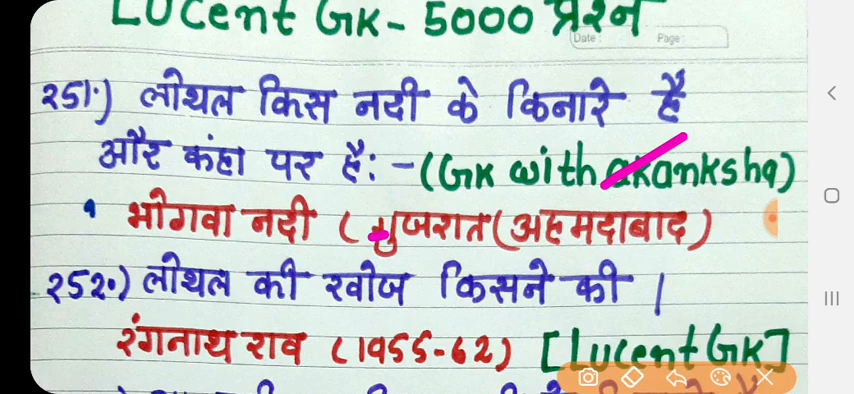 Lucent GK - 5000 प्रश्न
Date : Page :
251.) लोथल किस नदी के किनारे है
और कंहा पर है:- (GK with akanksha)
भोगवा नदी (गुजरात(अहमदाबाद)
252.) लोथल की खोज किसने की |
रंगनाथ राव (1955-62) [Lucent GK]